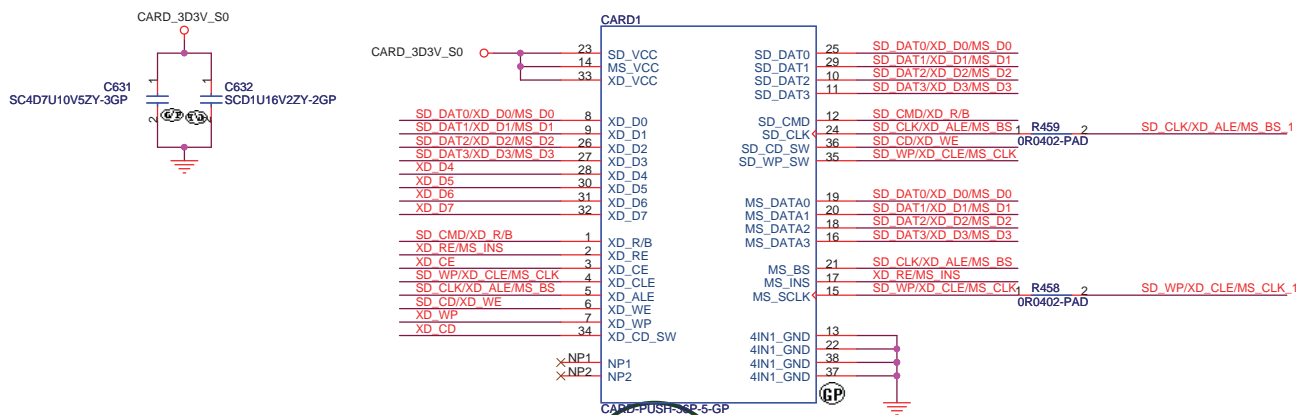 CARD_3D3V_S0
C631
SC4D7U10V5ZY-3GP
1
2
C632
SCD1U16V2ZY-2GP
1
2
CARD1
CARD_3D3V_S0
23 SD_VCC
14 MS_VCC
33 XD_VCC
SD_DAT0/XD_D0/MS_D0 8 XD_D0
SD_DAT1/XD_D1/MS_D1 9 XD_D1
SD_DAT2/XD_D2/MS_D2 26 XD_D2
SD_DAT3/XD_D3/MS_D3 27 XD_D3
XD_D4 28 XD_D4
XD_D5 30 XD_D5
XD_D6 31 XD_D6
XD_D7 32 XD_D7
SD_CMD/XD_R/B 1 XD_R/B
XD_RE/MS_INS 2 XD_RE
XD_CE 3 XD_CE
SD_WP/XD_CLE/MS_CLK 4 XD_CLE
SD_CLK/XD_ALE/MS_BS 5 XD_ALE
SD_CD/XD_WE 6 XD_WE
XD_WP 7 XD_WP
XD_CD 34 XD_CD_SW
NP1 NP1
NP2 NP2
SD_DAT0 25 SD_DAT0/XD_D0/MS_D0
SD_DAT1 29 SD_DAT1/XD_D1/MS_D1
SD_DAT2 10 SD_DAT2/XD_D2/MS_D2
SD_DAT3 11 SD_DAT3/XD_D3/MS_D3
SD_CMD 12 SD_CMD/XD_R/B
SD_CLK 24 SD_CLK/XD_ALE/MS_BS 1 R459 2 SD_CLK/XD_ALE/MS_BS_1
0R0402-PAD
SD_CD_SW 36 SD_CD/XD_WE
SD_WP_SW 35 SD_WP/XD_CLE/MS_CLK
MS_DATA0 19 SD_DAT0/XD_D0/MS_D0
MS_DATA1 20 SD_DAT1/XD_D1/MS_D1
MS_DATA2 18 SD_DAT2/XD_D2/MS_D2
MS_DATA3 16 SD_DAT3/XD_D3/MS_D3
MS_BS 21 SD_CLK/XD_ALE/MS_BS
MS_INS 17 XD_RE/MS_INS
MS_SCLK 15 SD_WP/XD_CLE/MS_CLK 1 R458 2 SD_WP/XD_CLE/MS_CLK_1
0R0402-PAD
4IN1_GND 13
4IN1_GND 22
4IN1_GND 38
4IN1_GND 37
GP
CARD-PUSH-36P-5-GP